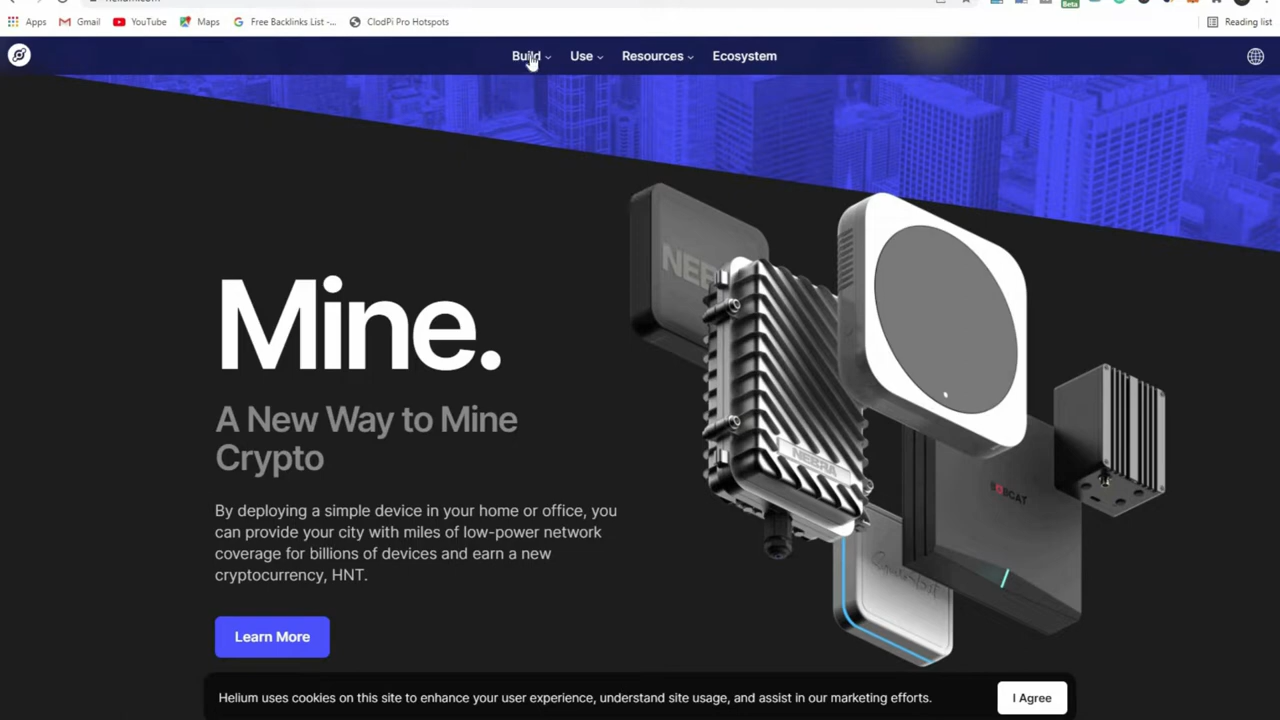 Apps Gmail YouTube Maps Free Backlinks List -... ClodPi Pro Hotspots Reading list
Beta
Build Use Resources Ecosystem
NEBRA
BOBCAT
Mine.
A New Way to Mine
Crypto
By deploying a simple device in your home or office, you
can provide your city with miles of low-power network
coverage for billions of devices and earn a new
cryptocurrency, HNT.
Learn More
Helium uses cookies on this site to enhance your user experience, understand site usage, and assist in our marketing efforts. I Agree